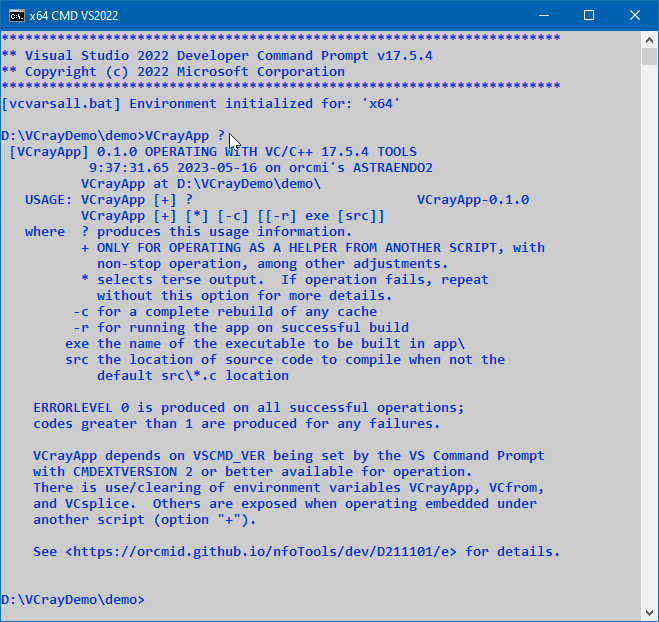 x64 CMD VS2022
**********************************************************************
** Visual Studio 2022 Developer Command Prompt v17.5.4
** Copyright (c) 2022 Microsoft Corporation
**********************************************************************
[vcvarsall.bat] Environment initialized for: 'x64'
D:\VCrayDemo\demo>VCrayApp ?
[VCrayApp] 0.1.0 OPERATING WITH VC/C++ 17.5.4 TOOLS
9:37:31.65 2023-05-16 on orcmi's ASTRAENDO2
VCrayApp at D:\VCrayDemo\demo\
USAGE: VCrayApp [+] ? VCrayApp-0.1.0
VCrayApp [+] [*] [-c] [[-r] exe [src]]
where ? produces this usage information.
+ ONLY FOR OPERATING AS A HELPER FROM ANOTHER SCRIPT, with
non-stop operation, among other adjustments.
* selects terse output. If operation fails, repeat
without this option for more details.
-c for a complete rebuild of any cache
-r for running the app on successful build
exe the name of the executable to be built in app\
src the location of source code to compile when not the
default src\*.c location
ERRORLEVEL 0 is produced on all successful operations;
codes greater than 1 are produced for any failures.
VCrayApp depends on VSCMD_VER being set by the VS Command Prompt
with CMDEXTVERSION 2 or better available for operation.
There is use/clearing of environment variables VCrayApp, VCfrom,
and VCsplice. Others are exposed when operating embedded under
another script (option "+").
See <https://orcmid.github.io/nfoTools/dev/D211101/e> for details.
D:\VCrayDemo\demo>